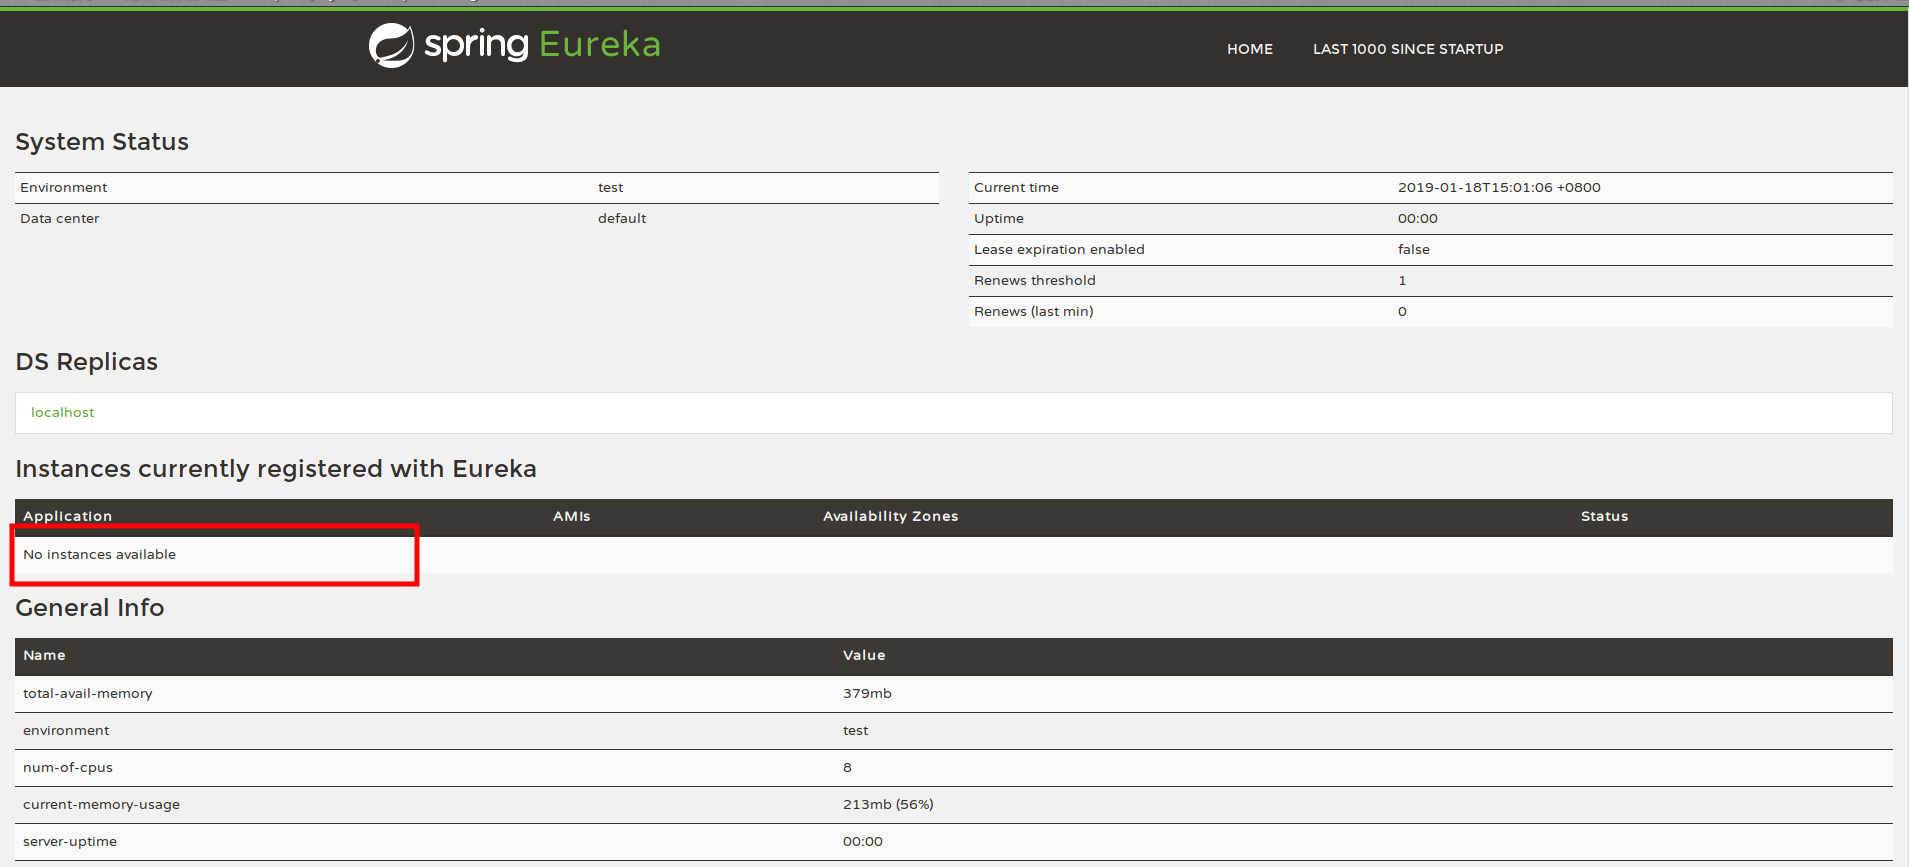 spring Eureka
HOME LAST 1000 SINCE STARTUP
System Status
Environment test
Data center default
Current time 2019-01-18T15:01:06 +0800
Uptime 00:00
Lease expiration enabled false
Renews threshold 1
Renews (last min) 0
DS Replicas
localhost
Instances currently registered with Eureka
Application AMIs Availability Zones Status
No instances available
General Info
Name Value
total-avail-memory 379mb
environment test
num-of-cpus 8
current-memory-usage 213mb (56%)
server-uptime 00:00